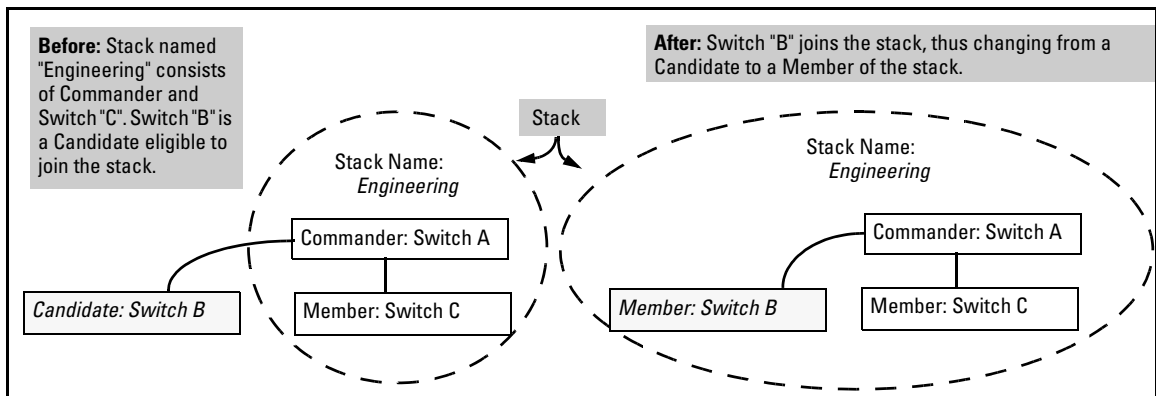 Before: Stack named
"Engineering" consists
of Commander and
Switch "C". Switch "B" is
a Candidate eligible to
join the stack.
After: Switch "B" joins the stack, thus changing from a
Candidate to a Member of the stack.
Stack
Stack Name:
Engineering
Commander: Switch A
Candidate: Switch B
Member: Switch C
Stack Name:
Engineering
Commander: Switch A
Member: Switch B
Member: Switch C